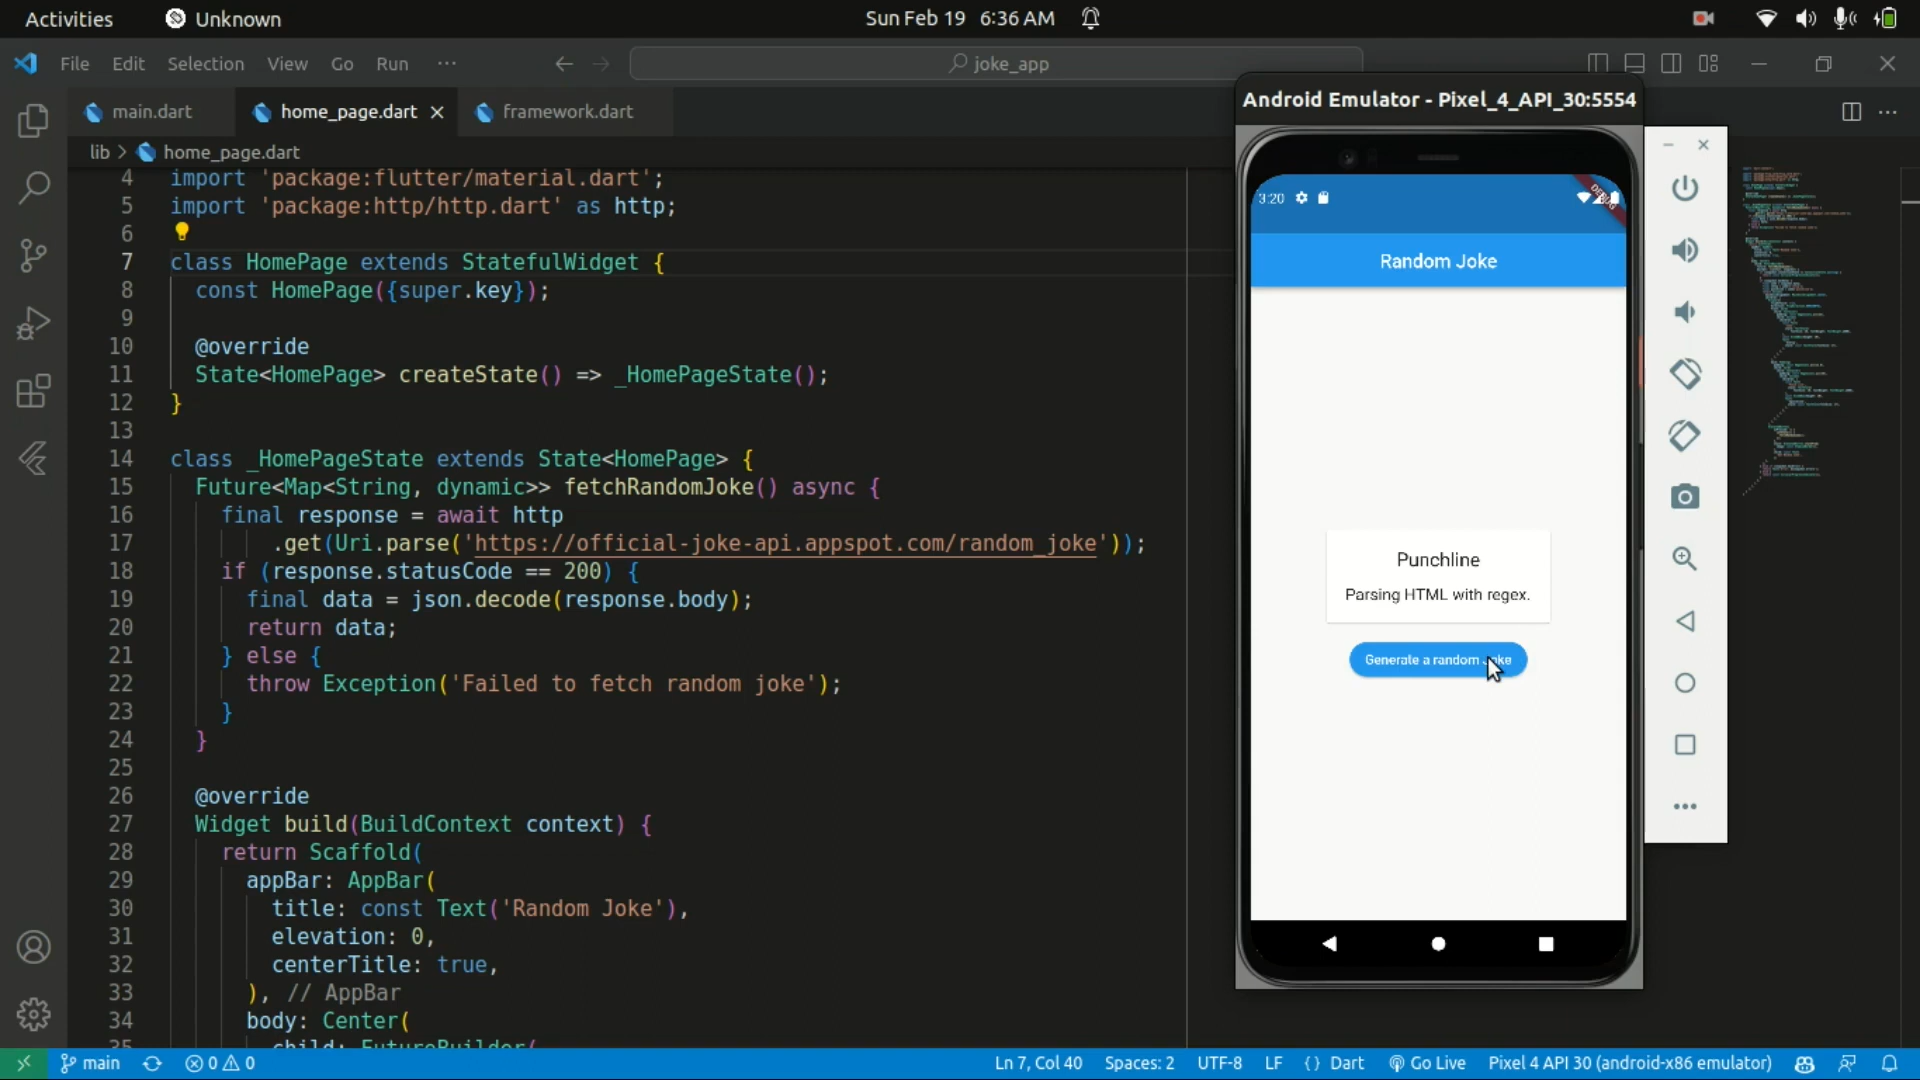 Activities
Unknown
Sun Feb 19 6:36 AM
File Edit Selection View Go Run ···
joke_app
main.dart
home_page.dart
framework.dart
lib > home_page.dart
4 import 'package:flutter/material.dart';
5 import 'package:http/http.dart' as http;
6
7 class HomePage extends StatefulWidget {
8 const HomePage({super.key});
9
10 @override
11 State<HomePage> createState() => _HomePageState();
12 }
13
14 class _HomePageState extends State<HomePage> {
15 Future<Map<String, dynamic>> fetchRandomJoke() async {
16 final response = await http
17 .get(Uri.parse('https://official-joke-api.appspot.com/random_joke'));
18 if (response.statusCode == 200) {
19 final data = json.decode(response.body);
20 return data;
21 } else {
22 throw Exception('Failed to fetch random joke');
23 }
24 }
25
26 @override
27 Widget build(BuildContext context) {
28 return Scaffold(
29 appBar: AppBar(
30 title: const Text('Random Joke'),
31 elevation: 0,
32 centerTitle: true,
33 ), // AppBar
34 body: Center(
35 child: FutureBuilder(
Android Emulator - Pixel_4_API_30:5554
3:20
DEBUG
Random Joke
Punchline
Parsing HTML with regex.
Generate a random Joke
main
0 0
Ln 7, Col 40
Spaces: 2
UTF-8
LF
{} Dart
Go Live
Pixel 4 API 30 (android-x86 emulator)